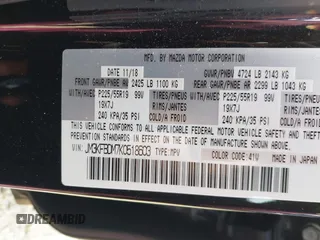 MFD. BY MAZDA MOTOR CORPORATION
DATE 11/18 GVWR/PNBV 4724 LB 2143 KG
FRONT GAWR/PNBE AV 2425 LB 1100 KG REAR GAWR/PNBE AR 2299 LB 1043 KG
WITH/AVEC P225/55R19 99V TIRES/PNEUS WITH/AVEC P225/55R19 99V TIRES/PNEUS
19X7J RIMS/JANTES 19X7J RIMS/JANTES
240 KPA/35 PSI COLD/A FROID 240 KPA/35 PSI COLD/A FROID
THIS VEHICLE CONFORMS TO ALL APPLICABLE
FEDERAL MOTOR VEHICLE SAFETY, BUMPER, AND
THEFT PREVENTION STANDARDS IN EFFECT ON THE
DATE OF MANUFACTURE SHOWN ABOVE.
VIN: JM3KFBDM7K0518603 TYPE: MPV
COLOR CODE: 41V MADE IN JAPAN
DREAMBID